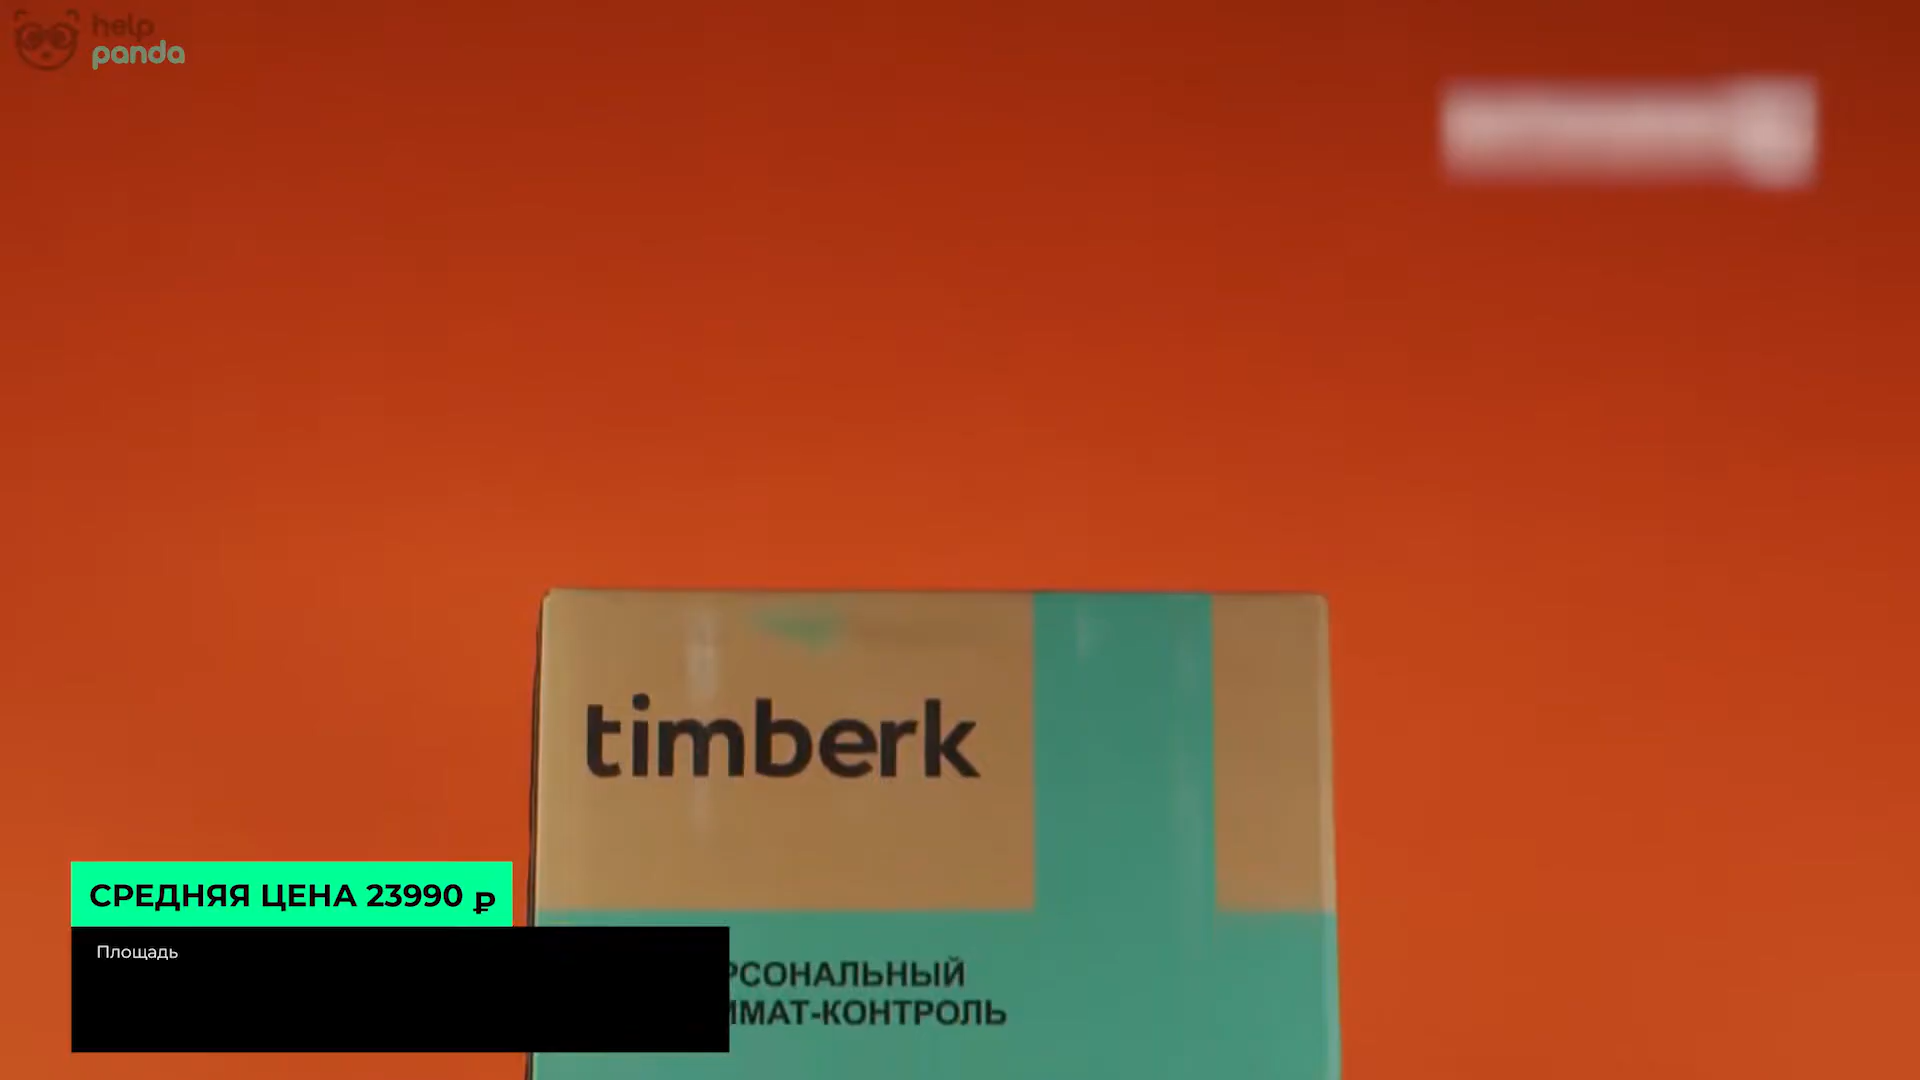 help
panda
timberk
СРЕДНЯЯ ЦЕНА 23990 ₽
Площадь
РСОНАЛЬНЫЙ
ИМАТ-КОНТРОЛЬ